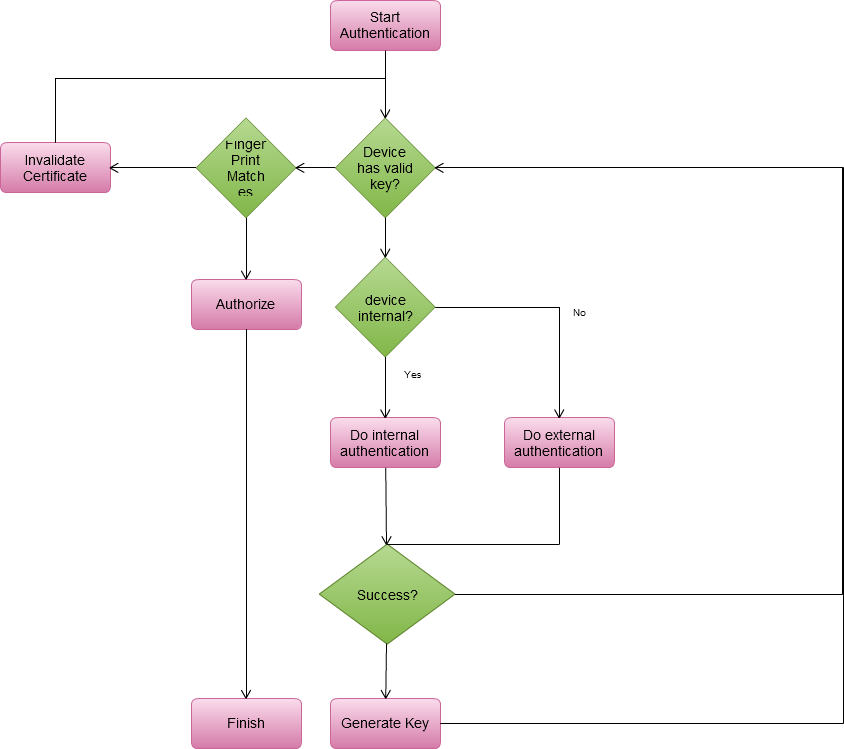 Start
Authentication
Invalidate
Certificate
Finger
Print
Match
es
Device
has valid
key?
Authorize
device
internal?
No
Yes
Do internal
authentication
Do external
authentication
Success?
Finish
Generate Key